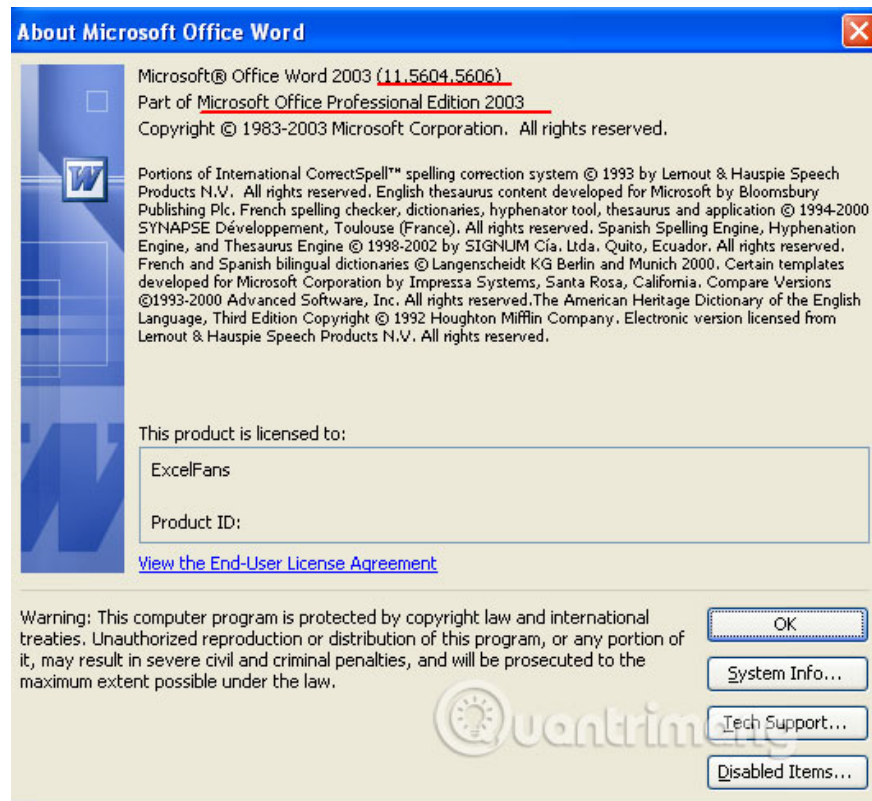 About Microsoft Office Word
Microsoft® Office Word 2003 (11.5604.5606)
Part of Microsoft Office Professional Edition 2003
Copyright © 1983-2003 Microsoft Corporation. All rights reserved.
W
Portions of International CorrectSpell™ spelling correction system © 1993 by Lernout & Hauspie Speech
Products N.V. All rights reserved. English thesaurus content developed for Microsoft by Bloomsbury
Publishing Plc. French spelling checker, dictionaries, hyphenator tool, thesaurus and application © 1994-2000
SYNAPSE Développement, Toulouse (France). All rights reserved. Spanish Spelling Engine, Hyphenation
Engine, and Thesaurus Engine © 1998-2002 by SIGNUM Cía. Ltda. Quito, Ecuador. All rights reserved.
French and Spanish bilingual dictionaries © Langenscheidt KG Berlin and Munich 2000. Certain templates
developed for Microsoft Corporation by Impressa Systems, Santa Rosa, California. Compare Versions
©1993-2000 Advanced Software, Inc. All rights reserved.The American Heritage Dictionary of the English
Language, Third Edition Copyright © 1992 Houghton Mifflin Company. Electronic version licensed from
Lernout & Hauspie Speech Products N.V. All rights reserved.
This product is licensed to:
ExcelFans
Product ID:
View the End-User License Agreement
Warning: This computer program is protected by copyright law and international
treaties. Unauthorized reproduction or distribution of this program, or any portion of
it, may result in severe civil and criminal penalties, and will be prosecuted to the
maximum extent possible under the law.
OK
System Info...
Tech Support...
Disabled Items...
Quantrimang